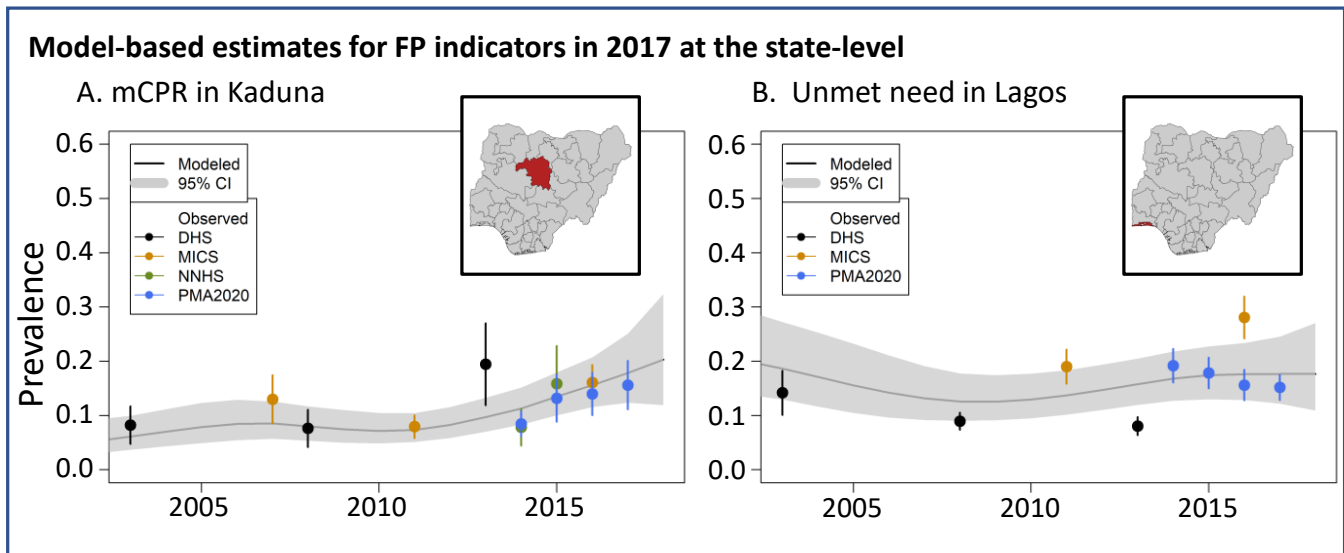 Model-based estimates for FP indicators in 2017 at the state-level
A. mCPR in Kaduna
Prevalence
0.6
0.5
0.4
0.3
0.2
0.1
0.0
Modeled
95% CI
Observed
DHS
MICS
NNHS
PMA2020
2005
2010
2015
B. Unmet need in Lagos
0.6
0.5
0.4
0.3
0.2
0.1
0.0
Modeled
95% CI
Observed
DHS
MICS
PMA2020
2005
2010
2015